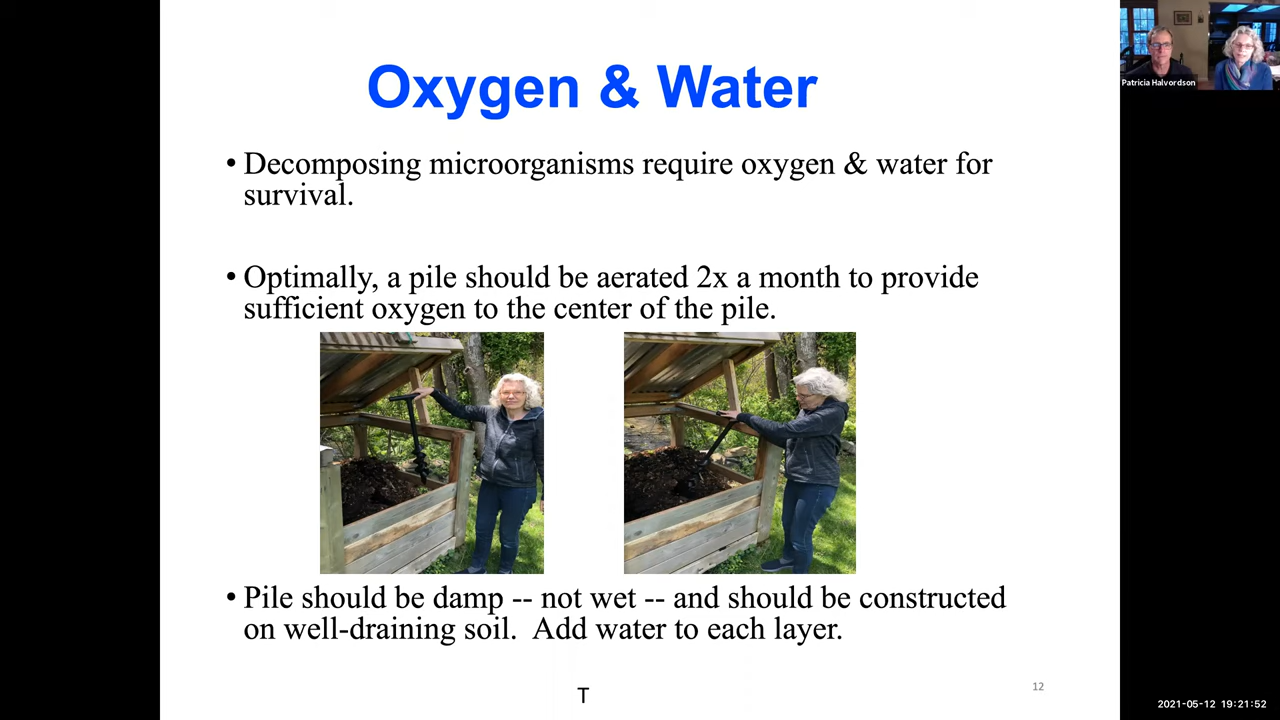 Oxygen & Water
• Decomposing microorganisms require oxygen & water for
survival.
• Optimally, a pile should be aerated 2x a month to provide
sufficient oxygen to the center of the pile.
• Pile should be damp -- not wet -- and should be constructed
on well-draining soil.  Add water to each layer.
T
12
Patricia Halvordson
2021-05-12 19:21:52